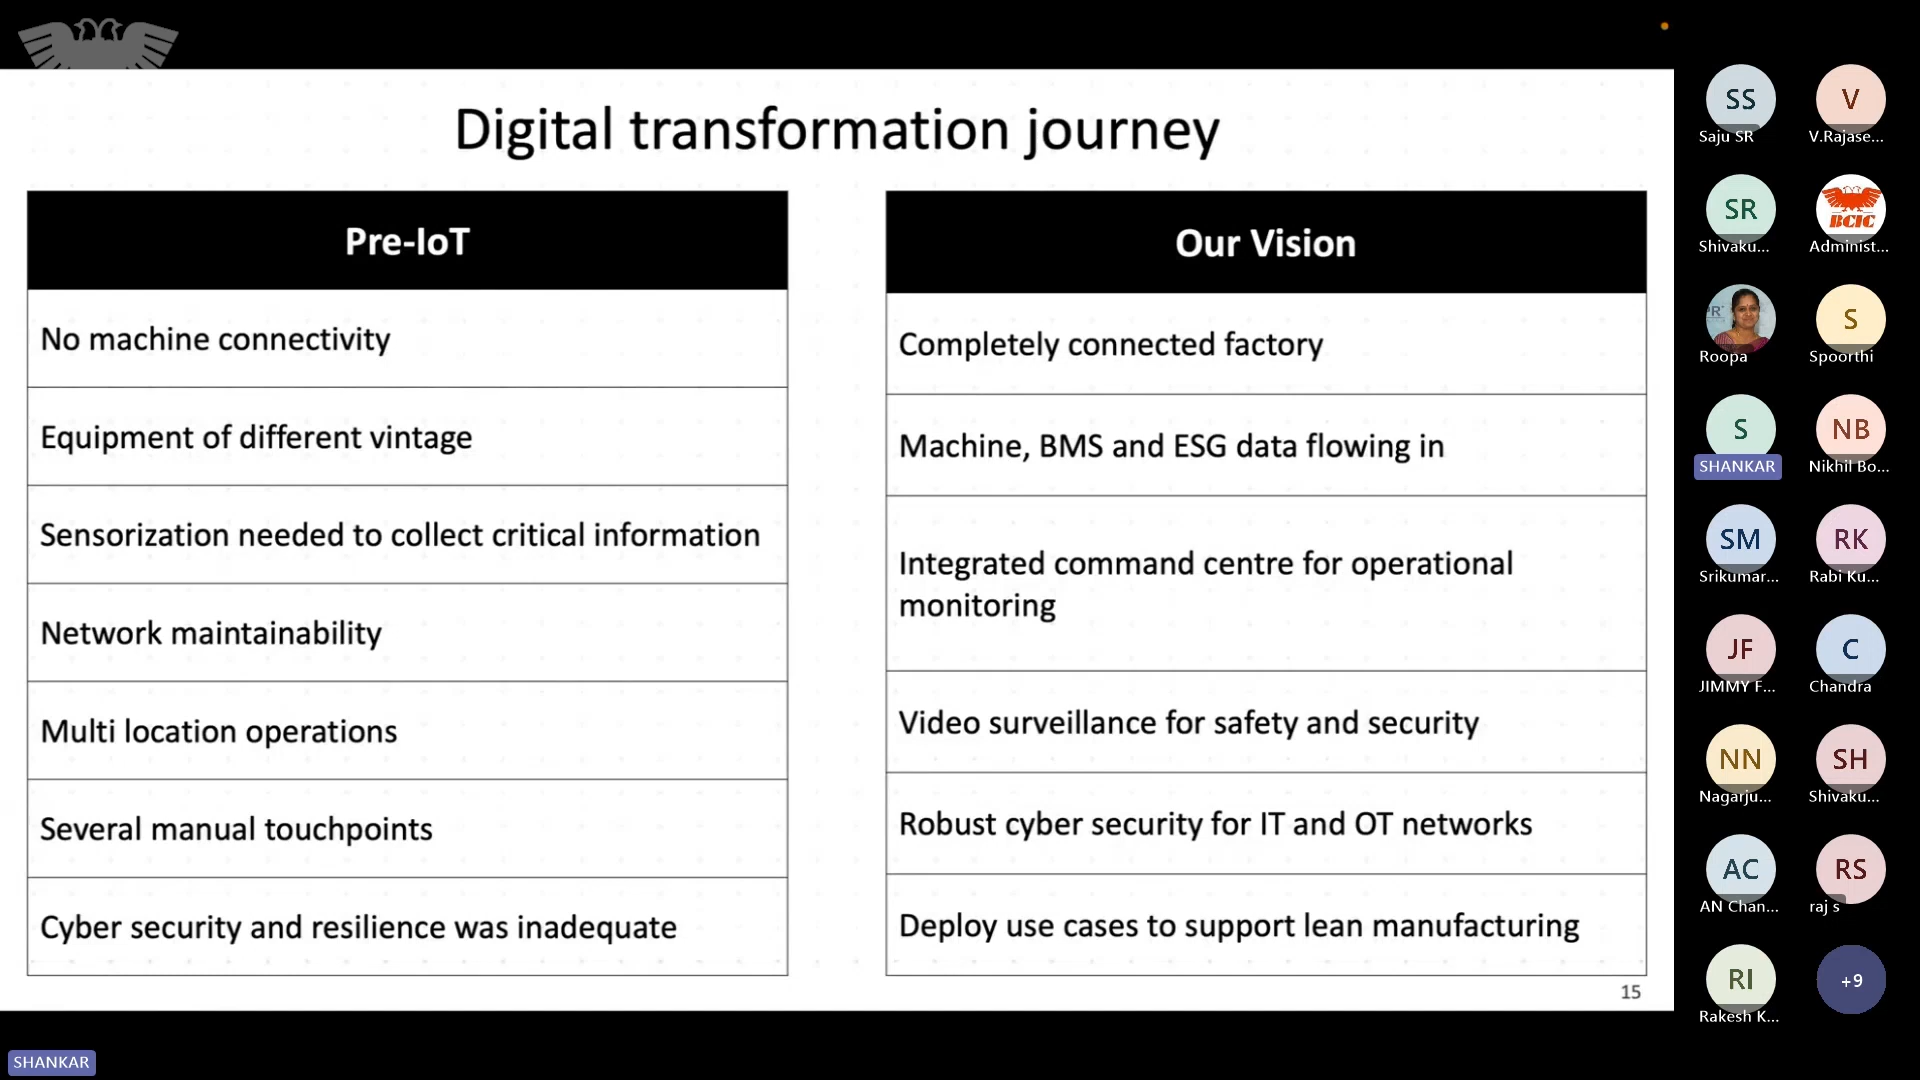 Digital transformation journey
Pre-IoT
No machine connectivity
Equipment of different vintage
Sensorization needed to collect critical information
Network maintainability
Multi location operations
Several manual touchpoints
Cyber security and resilience was inadequate
Our Vision
Completely connected factory
Machine, BMS and ESG data flowing in
Integrated command centre for operational
monitoring
Video surveillance for safety and security
Robust cyber security for IT and OT networks
Deploy use cases to support lean manufacturing
15
SS
Saju SR
V
V.Rajase...
SR
Shivaku...
BCIC
Administ...
PR
Roopa
S
Spoorthi
S
SHANKAR
NB
Nikhil Bo...
SM
Srikumar...
RK
Rabi Ku...
JF
JIMMY F...
C
Chandra
NN
Nagarju...
SH
Shivaku...
AC
AN Chan...
RS
raj s
RI
Rakesh K...
+9
SHANKAR